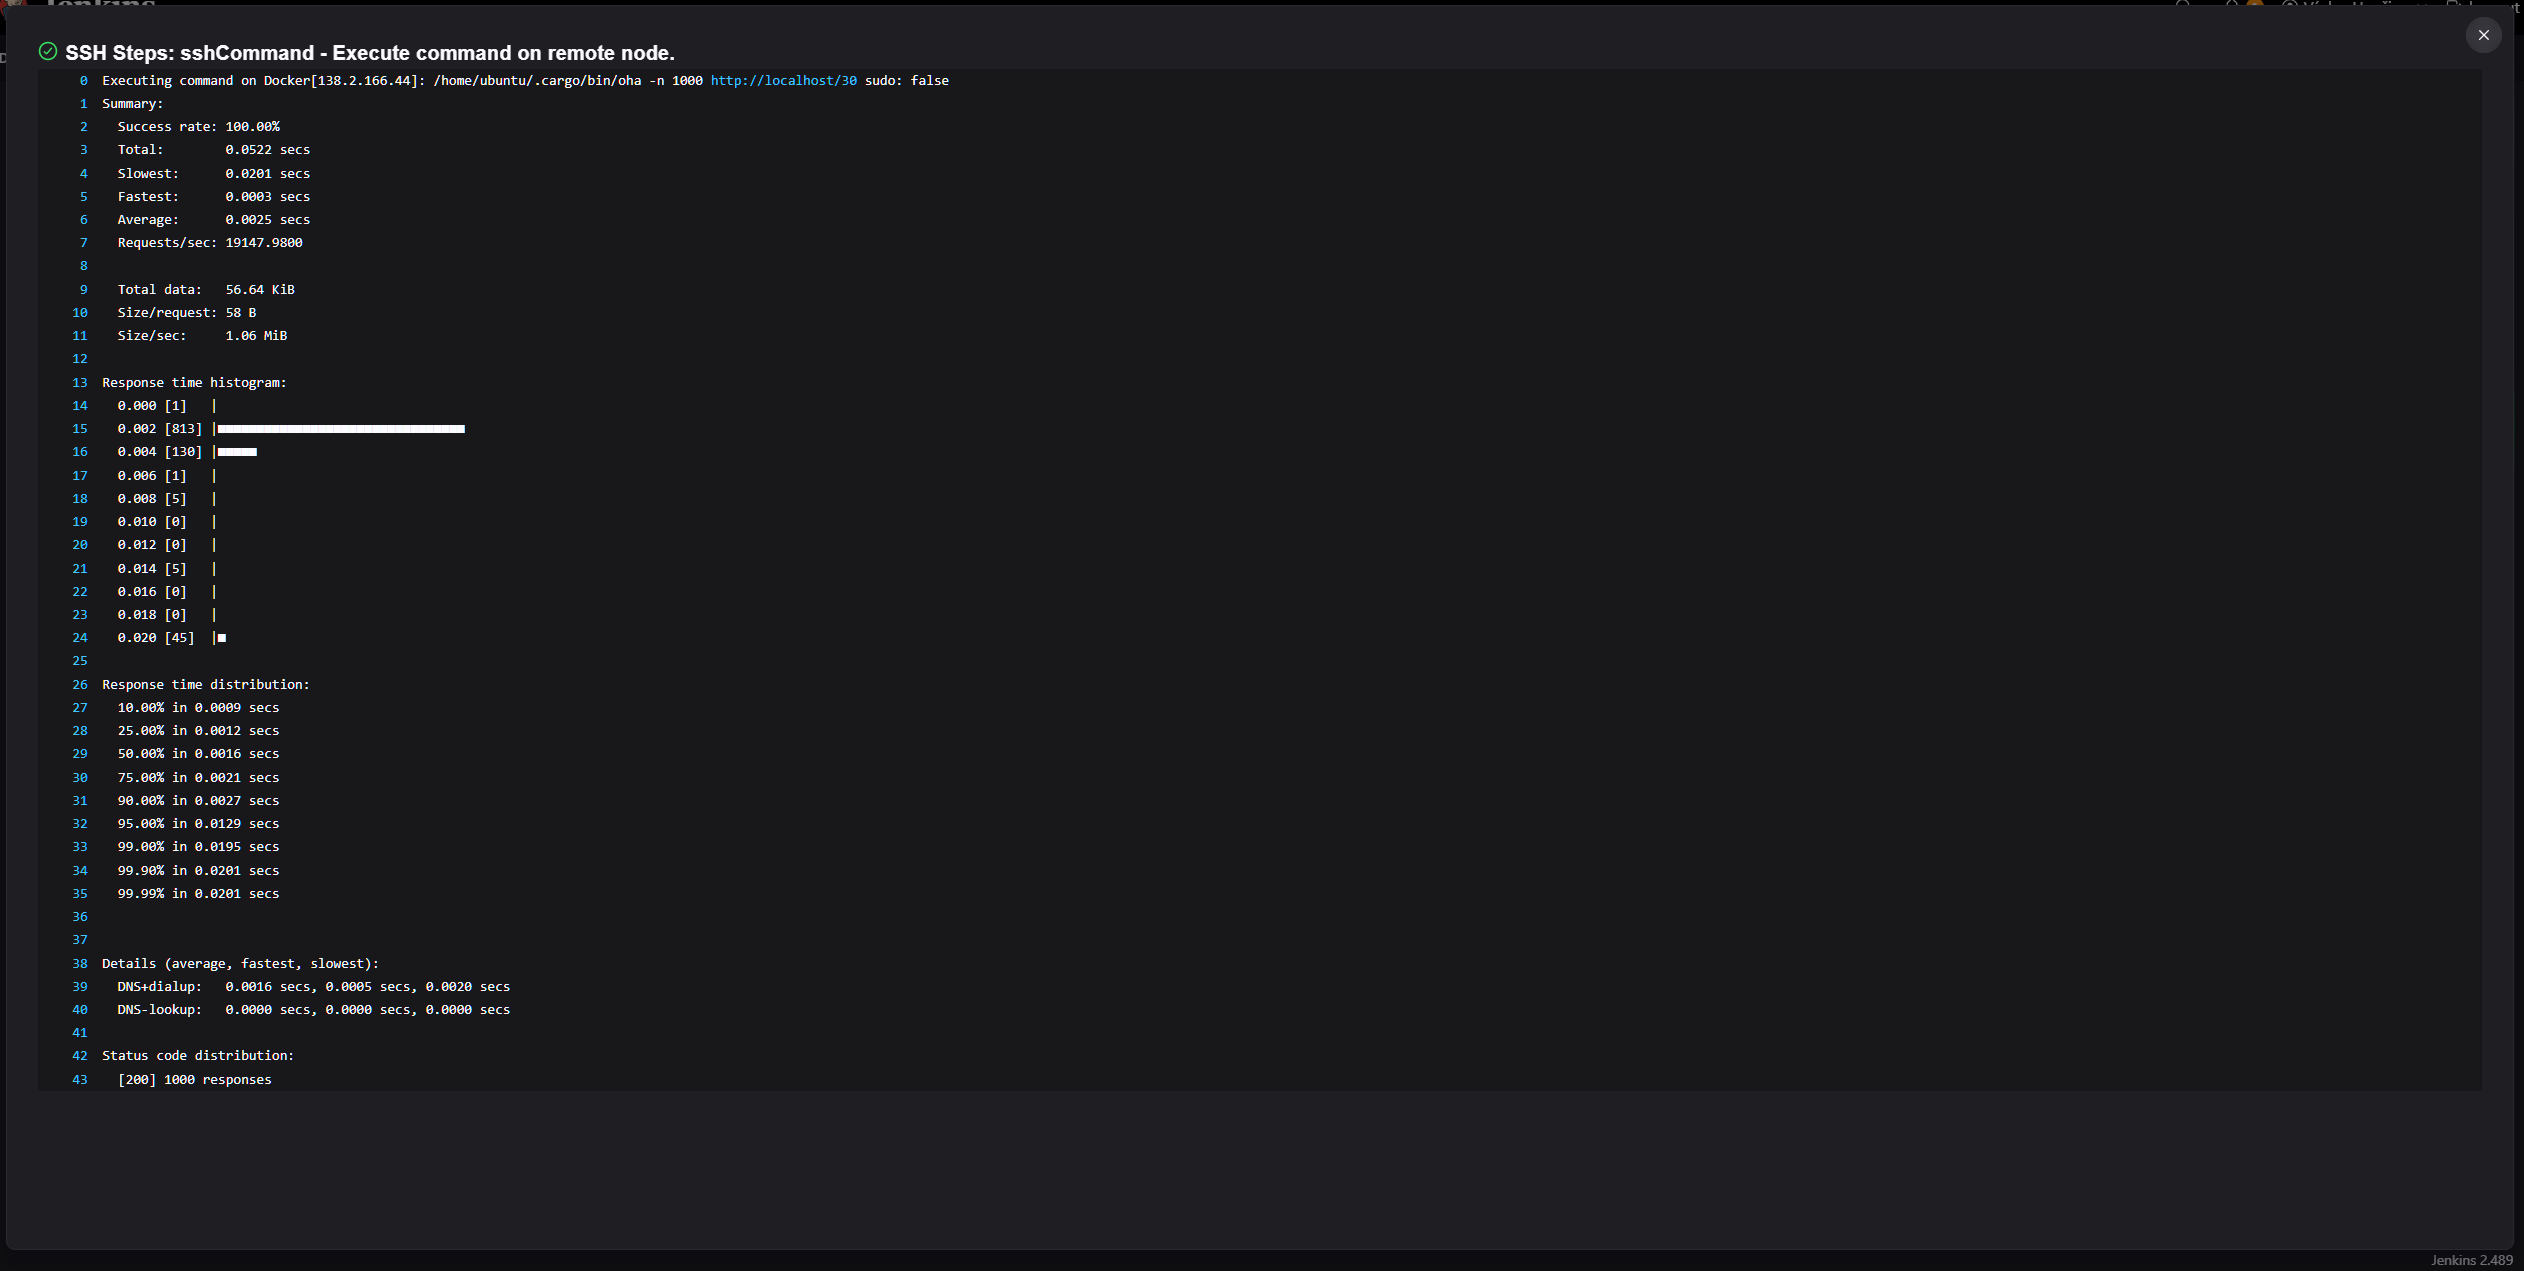 Jenkins
SSH Steps: sshCommand - Execute command on remote node.
0 Executing command on Docker[138.2.166.44]: /home/ubuntu/.cargo/bin/oha -n 1000 http://localhost/30 sudo: false
1 Summary:
2 Success rate: 100.00%
3 Total: 0.0522 secs
4 Slowest: 0.0201 secs
5 Fastest: 0.0003 secs
6 Average: 0.0025 secs
7 Requests/sec: 19147.9800
8
9 Total data: 56.64 KiB
10 Size/request: 58 B
11 Size/sec: 1.06 MiB
12
13 Response time histogram:
14 0.000 [1] |
15 0.002 [813] |■■■■■■■■■■■■■■■■■■■■■■■■■■■■■■■■
16 0.004 [130] |■■■■■
17 0.006 [1] |
18 0.008 [5] |
19 0.010 [0] |
20 0.012 [0] |
21 0.014 [5] |
22 0.016 [0] |
23 0.018 [0] |
24 0.020 [45] |■
25
26 Response time distribution:
27 10.00% in 0.0009 secs
28 25.00% in 0.0012 secs
29 50.00% in 0.0016 secs
30 75.00% in 0.0021 secs
31 90.00% in 0.0027 secs
32 95.00% in 0.0129 secs
33 99.00% in 0.0195 secs
34 99.90% in 0.0201 secs
35 99.99% in 0.0201 secs
36
37
38 Details (average, fastest, slowest):
39 DNS+dialup: 0.0016 secs, 0.0005 secs, 0.0020 secs
40 DNS-lookup: 0.0000 secs, 0.0000 secs, 0.0000 secs
41
42 Status code distribution:
43 [200] 1000 responses
Jenkins 2.489